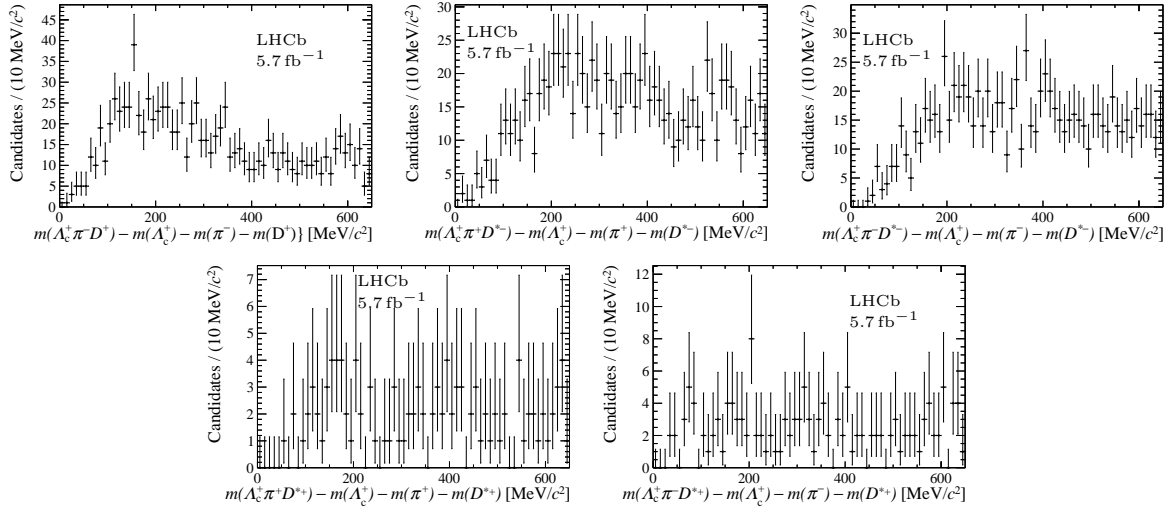 Candidates / (10 MeV/c²)
45
40
35
30
25
20
15
10
5
0
LHCb
5.7 fb⁻¹
0 200 400 600
m(Λc⁺π⁻D⁺) − m(Λc⁺) − m(π⁻) − m(D⁺)} [MeV/c²]
Candidates / (10 MeV/c²)
25
20
15
10
5
0
LHCb
5.7 fb⁻¹
0 200 400 600
m(Λc⁺π⁺D*⁻) − m(Λc⁺) − m(π⁺) − m(D*⁻) [MeV/c²]
Candidates / (10 MeV/c²)
30
25
20
15
10
5
0
LHCb
5.7 fb⁻¹
0 200 400 600
m(Λc⁺π⁻D*⁻) − m(Λc⁺) − m(π⁻) − m(D*⁻) [MeV/c²]
Candidates / (10 MeV/c²)
7
6
5
4
3
2
1
0
LHCb
5.7 fb⁻¹
0 200 400 600
m(Λc⁺π⁺D*⁺) − m(Λc⁺) − m(π⁺) − m(D*⁺) [MeV/c²]
Candidates / (10 MeV/c²)
12
10
8
6
4
2
0
LHCb
5.7 fb⁻¹
0 200 400 600
m(Λc⁺π⁻D*⁺) − m(Λc⁺) − m(π⁻) − m(D*⁺) [MeV/c²]